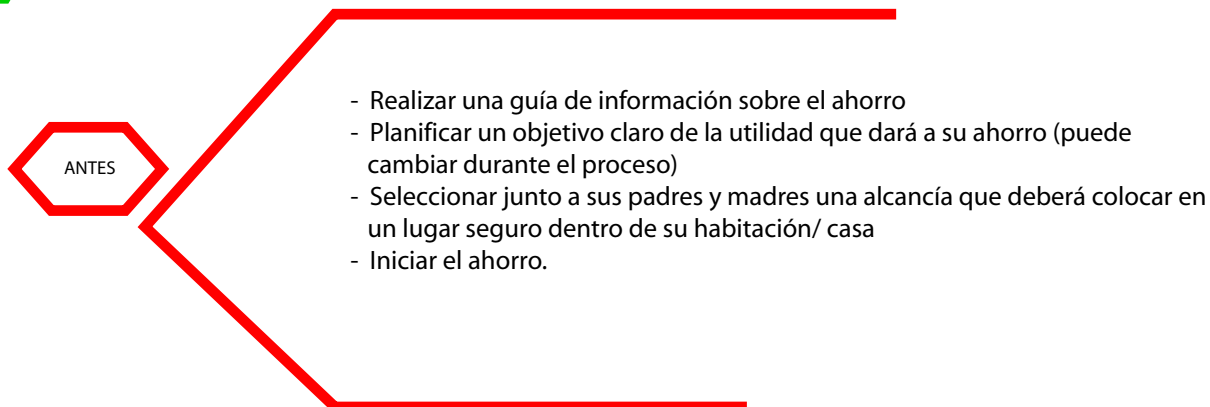 ANTES
- Realizar una guía de información sobre el ahorro
- Planificar un objetivo claro de la utilidad que dará a su ahorro (puede
cambiar durante el proceso)
- Seleccionar junto a sus padres y madres una alcancía que deberá colocar en
un lugar seguro dentro de su habitación/ casa
- Iniciar el ahorro.